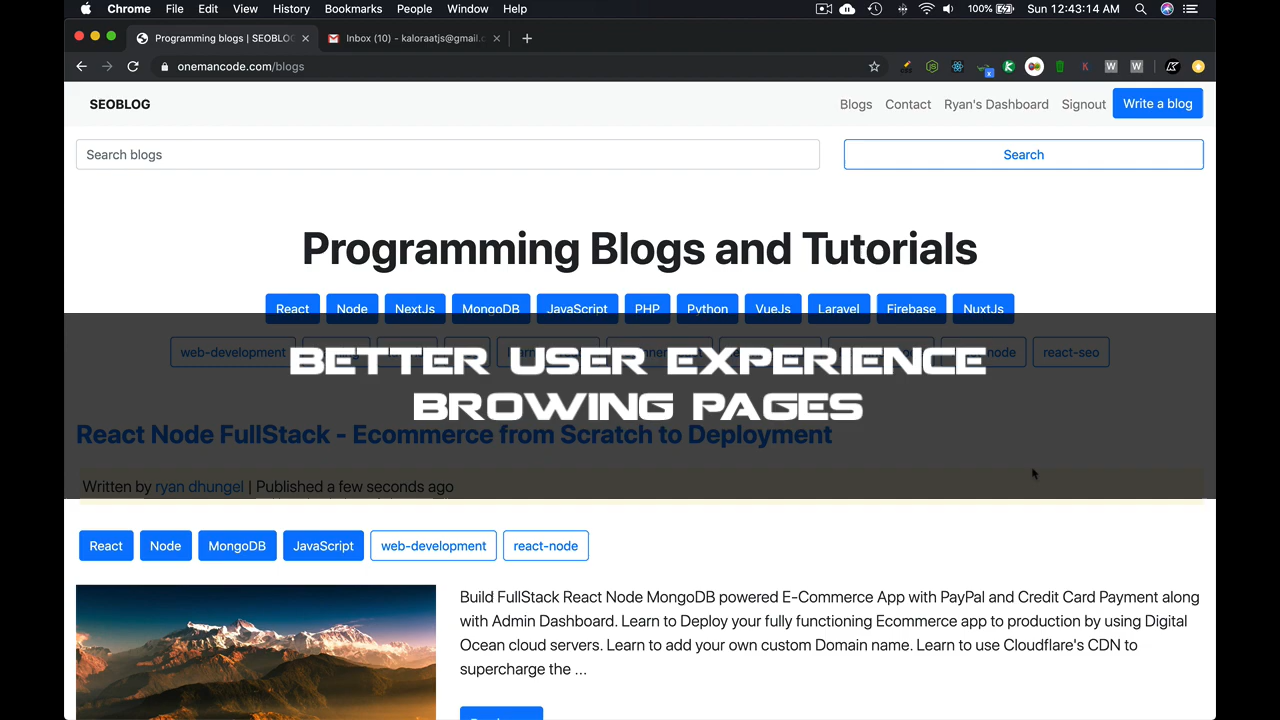 Chrome File Edit View History Bookmarks People Window Help 100% Sun 12:43:14 AM
Programming blogs | SEOBLOG Inbox (10) - kaloraatjs@gmail.c
onemancode.com/blogs
SEOBLOG Blogs Contact Ryan's Dashboard Signout Write a blog
Search blogs Search
Programming Blogs and Tutorials
React Node NextJs MongoDB JavaScript PHP Python VueJs Laravel Firebase NuxtJs
web-development node react-seo
BETTER USER EXPERIENCE
BROWING PAGES
React Node FullStack - Ecommerce from Scratch to Deployment
Written by ryan dhungel | Published a few seconds ago
React Node MongoDB JavaScript web-development react-node
Build FullStack React Node MongoDB powered E-Commerce App with PayPal and Credit Card Payment along
with Admin Dashboard. Learn to Deploy your fully functioning Ecommerce app to production by using Digital
Ocean cloud servers. Learn to add your own custom Domain name. Learn to use Cloudflare's CDN to
supercharge the ...